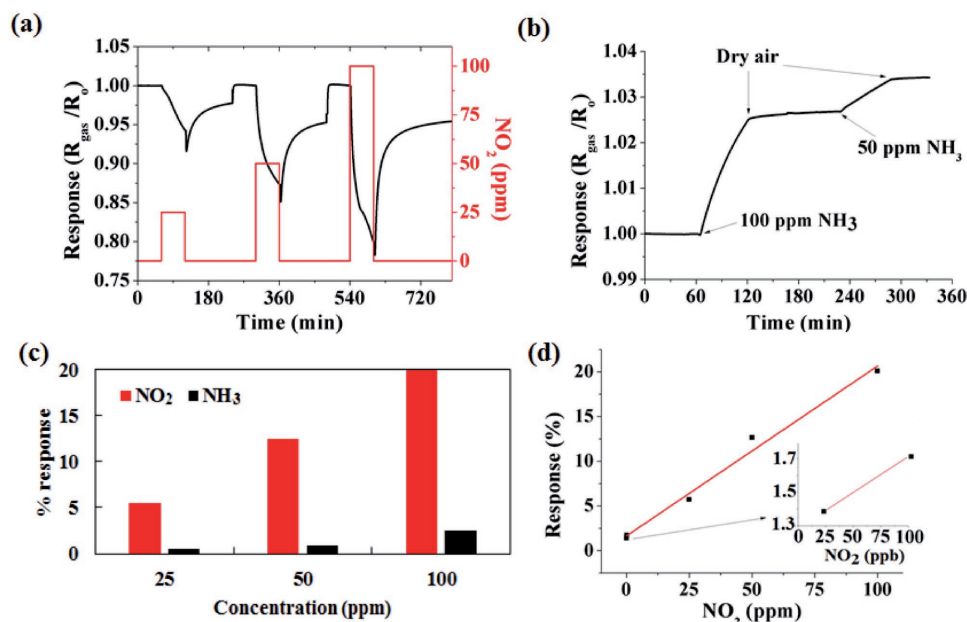 (a)
1.05
1.00
0.95
0.90
0.85
0.80
0.75
Response (R gas /R o)
0 180 360 540 720
Time (min)
100
75
50
25
0
NO2 (ppm)
(b)
1.04
1.03
1.02
1.01
1.00
0.99
Response (R gas /R o)
Dry air
50 ppm NH3
100 ppm NH3
0 60 120 180 240 300 360
Time (min)
(c)
20
15
10
5
0
% response
NO2 NH3
25 50 100
Concentration (ppm)
(d)
20
15
10
5
0
Response (%)
1.7
1.5
1.3
0 25 50 75 100
NO2 (ppb)
0 25 50 75 100
NO2 (ppm)